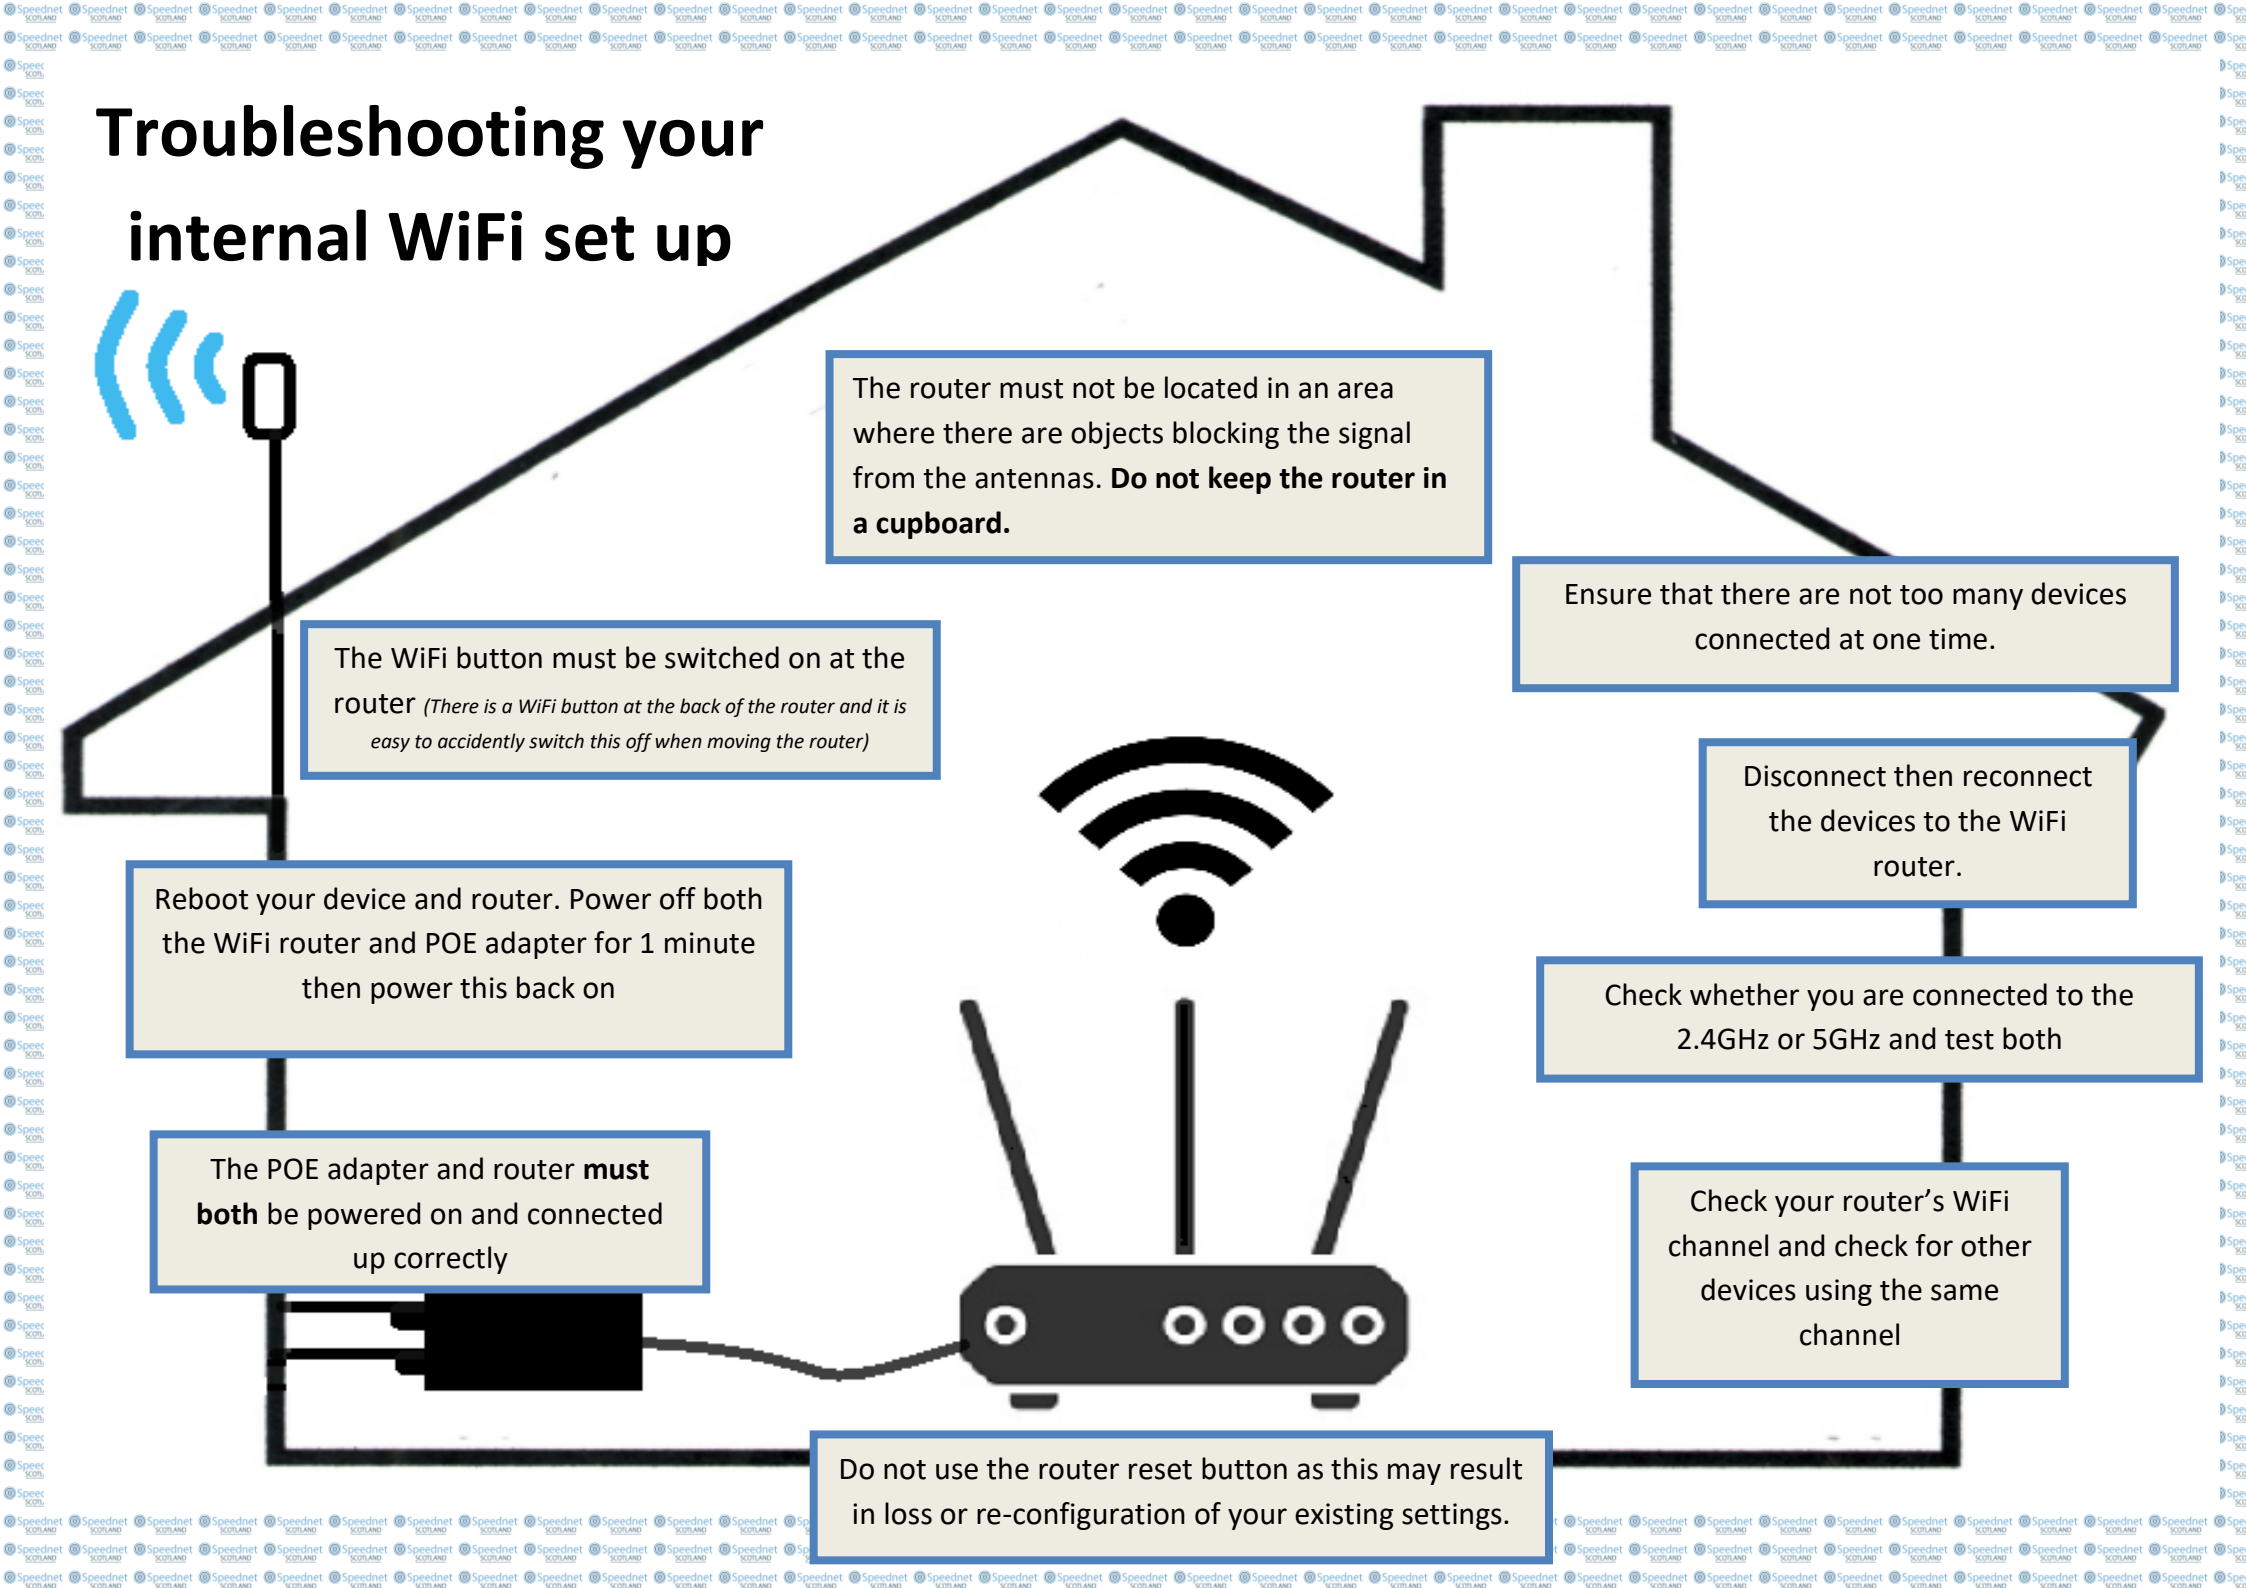 Troubleshooting your
internal WiFi set up
The router must not be located in an area
where there are objects blocking the signal
from the antennas. Do not keep the router in
a cupboard.
Ensure that there are not too many devices
connected at one time.
The WiFi button must be switched on at the
router (There is a WiFi button at the back of the router and it is
easy to accidently switch this off when moving the router)
Disconnect then reconnect
the devices to the WiFi
router.
Reboot your device and router. Power off both
the WiFi router and POE adapter for 1 minute
then power this back on
Check whether you are connected to the
2.4GHz or 5GHz and test both
The POE adapter and router must
both be powered on and connected
up correctly
Check your router’s WiFi
channel and check for other
devices using the same
channel
Do not use the router reset button as this may result
in loss or re-configuration of your existing settings.
Speednet
SCOTLAND